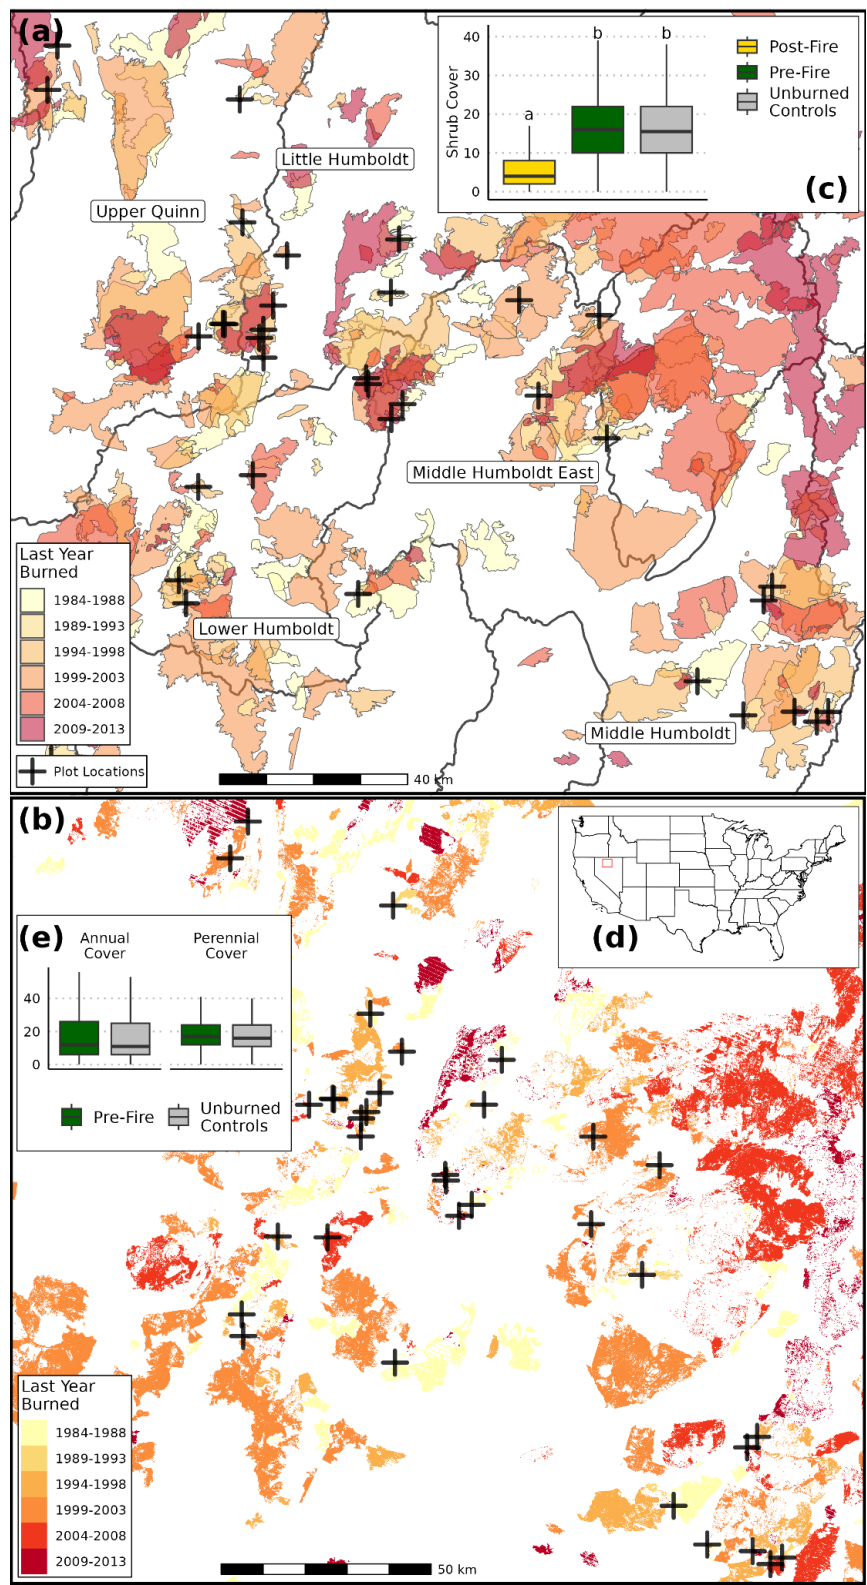 (a)
b
b
40
30
20
10
0
a
Shrub Cover
Post-Fire
Pre-Fire
Unburned
Controls
(c)
Little Humboldt
Upper Quinn
Middle Humboldt East
Lower Humboldt
Middle Humboldt
Last Year
Burned
1984-1988
1989-1993
1994-1998
1999-2003
2004-2008
2009-2013
Plot Locations
40 km
(b)
(d)
(e)
Annual
Cover
Perennial
Cover
40
20
0
Pre-Fire
Unburned
Controls
Last Year
Burned
1984-1988
1989-1993
1994-1998
1999-2003
2004-2008
2009-2013
50 km